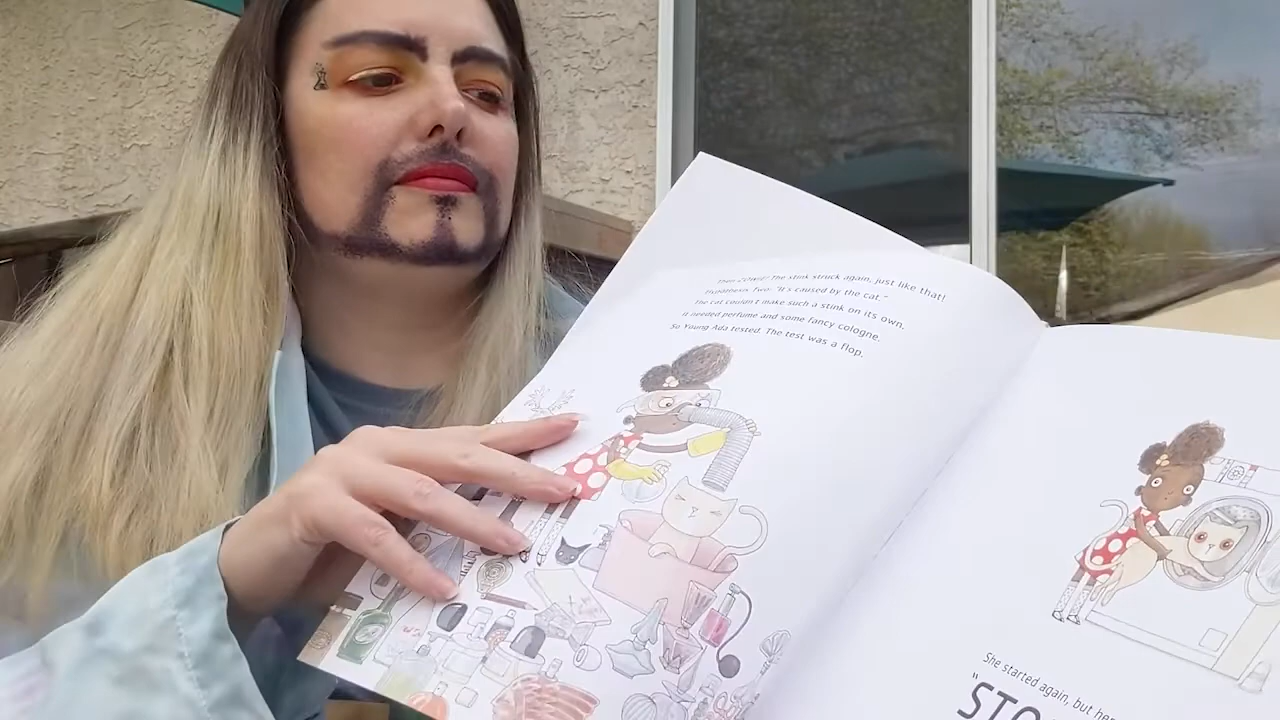 Then ZOWIE! The stink struck again, just like that!
Hypothesis Two: "It's caused by the cat."
The cat couldn't make such a stink on its own.
It needed perfume and some fancy cologne.
So Young Ada tested. The test was a flop.
She started again, but her
"STO